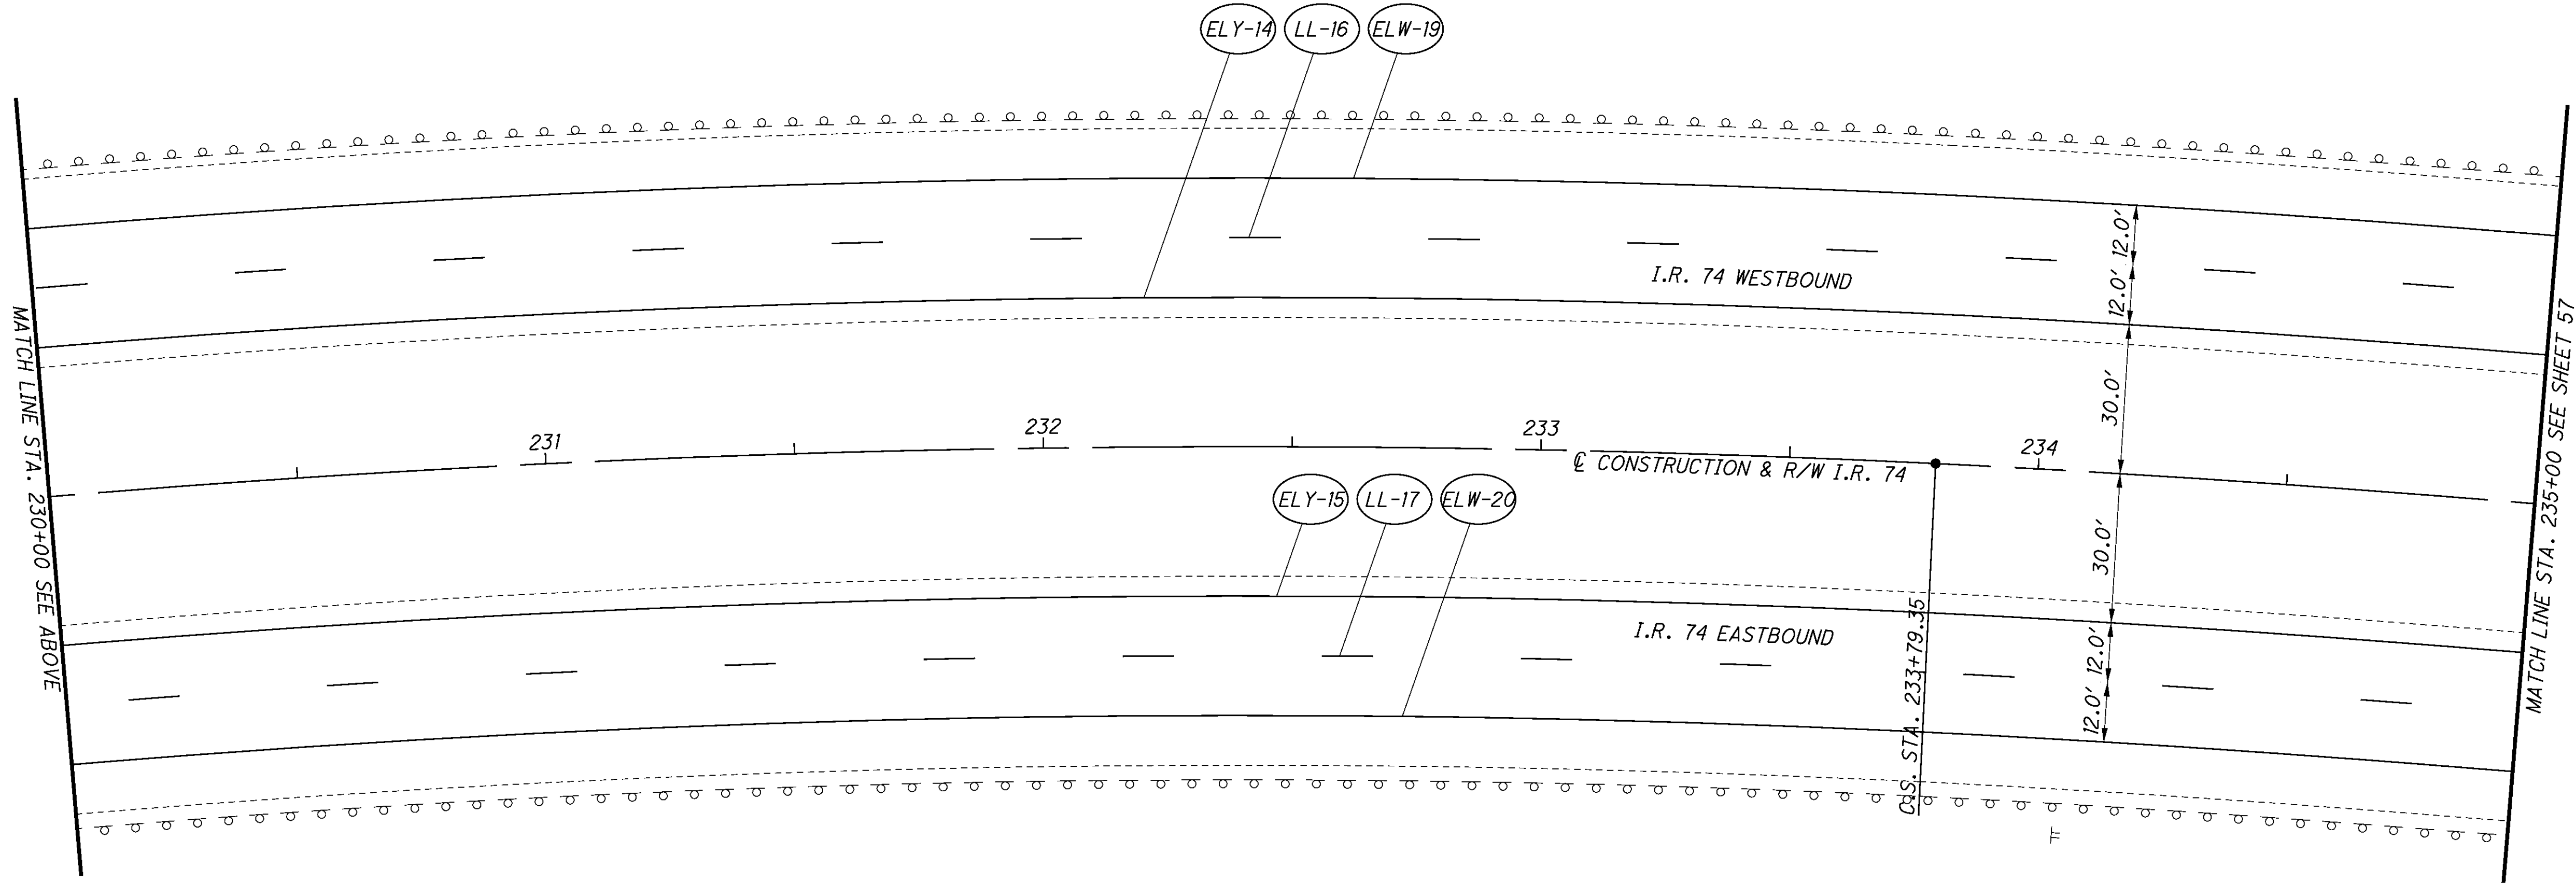 ELY-14 LL-16 ELW-19
12.0'
12.0'
I.R. 74 WESTBOUND
MATCH LINE STA. 230+00 SEE ABOVE
MATCH LINE STA. 235+00 SEE SHEET 57
30.0'
231 232 233 234
℄ CONSTRUCTION & R/W I.R. 74
ELY-15 LL-17 ELW-20
30.0'
I.R. 74 EASTBOUND
C.S. STA. 233+79.35
12.0'
12.0'